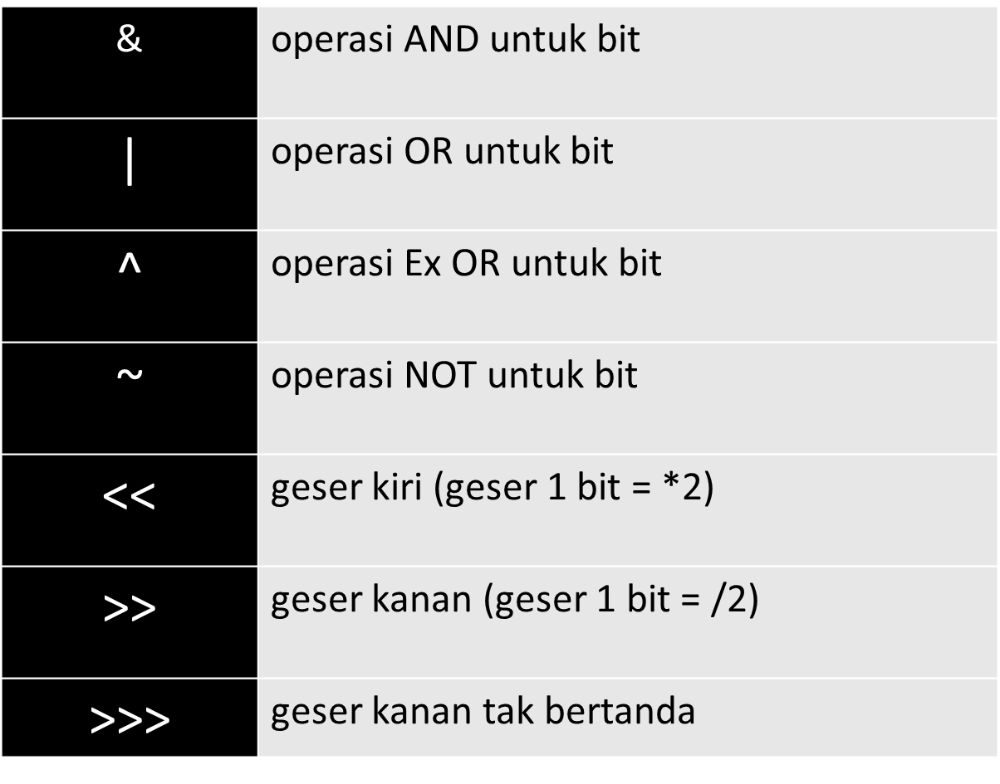 & operasi AND untuk bit
| operasi OR untuk bit
^ operasi Ex OR untuk bit
~ operasi NOT untuk bit
<< geser kiri (geser 1 bit = *2)
>> geser kanan (geser 1 bit = /2)
>>> geser kanan tak bertanda